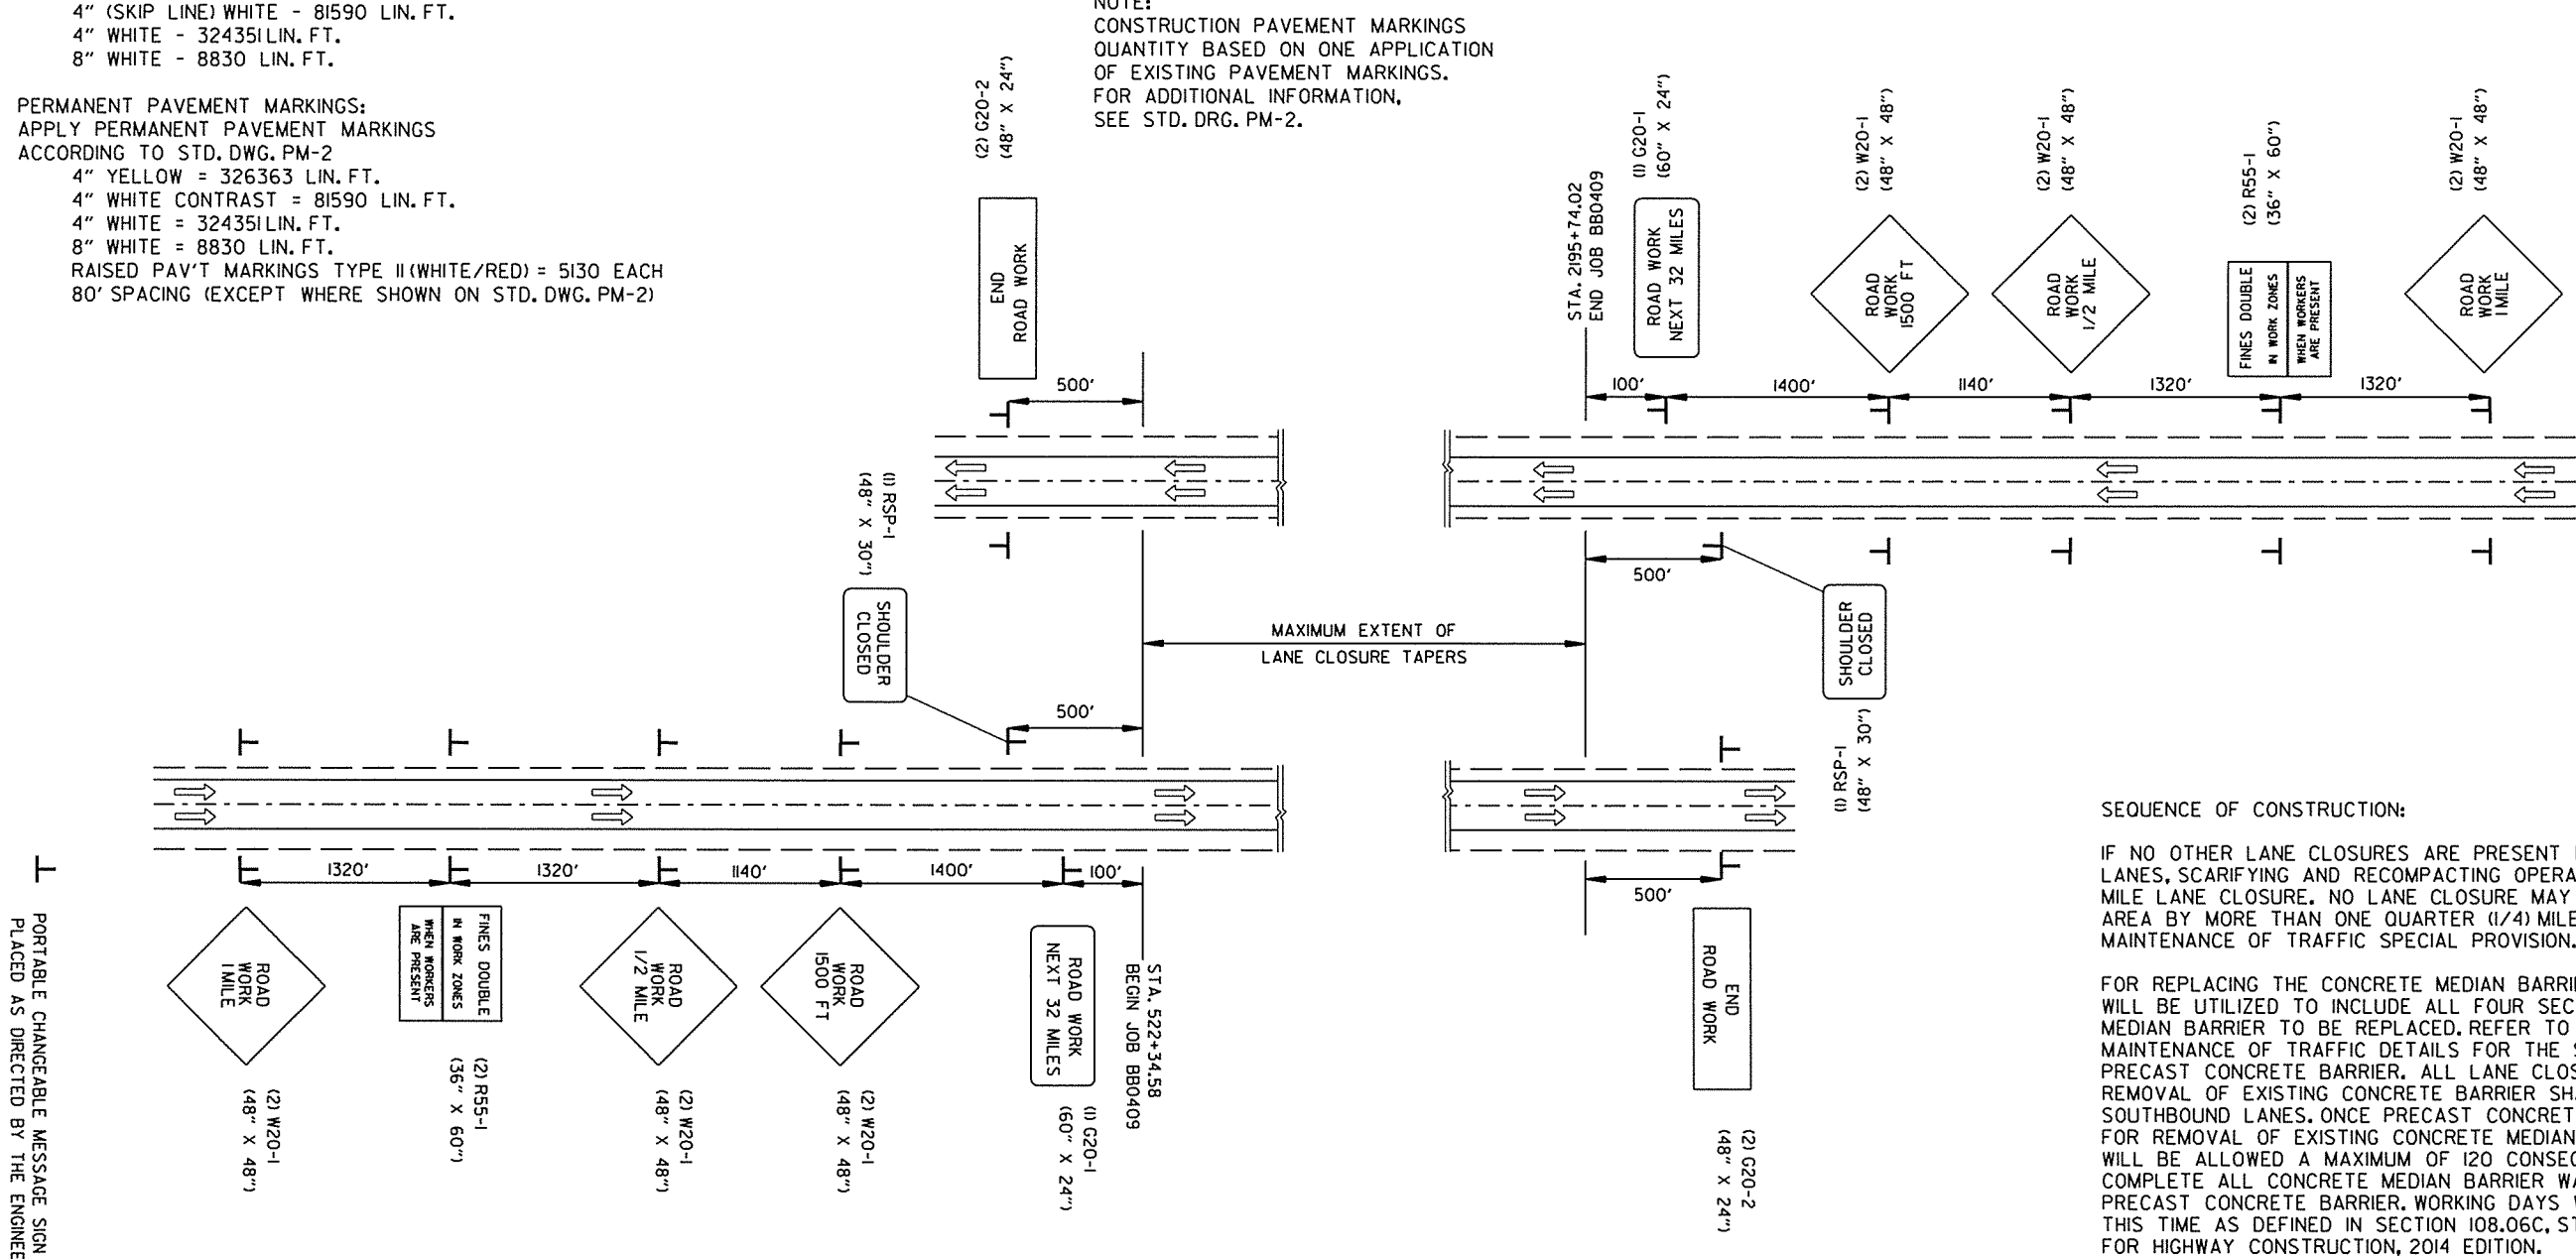 4" (SKIP LINE) WHITE - 81590 LIN. FT.
4" WHITE - 324351 LIN. FT.
8" WHITE - 8830 LIN. FT.
PERMANENT PAVEMENT MARKINGS:
APPLY PERMANENT PAVEMENT MARKINGS
ACCORDING TO STD. DWG. PM-2
4" YELLOW = 326363 LIN. FT.
4" WHITE CONTRAST = 81590 LIN. FT.
4" WHITE = 324351 LIN. FT.
8" WHITE = 8830 LIN. FT.
RAISED PAV'T MARKINGS TYPE II (WHITE/RED) = 5130 EACH
80' SPACING (EXCEPT WHERE SHOWN ON STD. DWG. PM-2)
NOTE:
CONSTRUCTION PAVEMENT MARKINGS
QUANTITY BASED ON ONE APPLICATION
OF EXISTING PAVEMENT MARKINGS.
FOR ADDITIONAL INFORMATION,
SEE STD. DRG. PM-2.
(2) G20-2
(48" X 24")
END
ROAD WORK
500'
STA. 2195+74.02
END JOB BB0409
(1) G20-1
(60" X 24")
ROAD WORK
NEXT 32 MILES
(2) W20-1
(48" X 48")
ROAD
WORK
1500 FT
(2) W20-1
(48" X 48")
ROAD
WORK
1/2 MILE
(2) R55-1
(36" X 60")
FINES DOUBLE
IN WORK ZONES
WHEN WORKERS
ARE PRESENT
(2) W20-1
(48" X 48")
ROAD
WORK
1 MILE
100'
1400'
1140'
1320'
1320'
(1) RSP-1
(48" X 30")
SHOULDER
CLOSED
500'
MAXIMUM EXTENT OF
LANE CLOSURE TAPERS
500'
SHOULDER
CLOSED
(1) RSP-1
(48" X 30")
1320'
1320'
1140'
1400'
100'
500'
PORTABLE CHANGEABLE MESSAGE SIGN
PLACED AS DIRECTED BY THE ENGINEE
ROAD
WORK
1 MILE
(2) W20-1
(48" X 48")
FINES DOUBLE
IN WORK ZONES
WHEN WORKERS
ARE PRESENT
(2) R55-1
(36" X 60")
ROAD
WORK
1/2 MILE
(2) W20-1
(48" X 48")
ROAD
WORK
1500 FT
(2) W20-1
(48" X 48")
ROAD WORK
NEXT 32 MILES
(1) G20-1
(60" X 24")
STA. 522+34.58
BEGIN JOB BB0409
END
ROAD WORK
(2) G20-2
(48" X 24")
SEQUENCE OF CONSTRUCTION:
IF NO OTHER LANE CLOSURES ARE PRESENT
LANES, SCARIFYING AND RECOMPACTING OPERA
MILE LANE CLOSURE. NO LANE CLOSURE MAY
AREA BY MORE THAN ONE QUARTER (1/4) MILE
MAINTENANCE OF TRAFFIC SPECIAL PROVISION.
FOR REPLACING THE CONCRETE MEDIAN BARRI
WILL BE UTILIZED TO INCLUDE ALL FOUR SEC
MEDIAN BARRIER TO BE REPLACED. REFER TO
MAINTENANCE OF TRAFFIC DETAILS FOR THE S
PRECAST CONCRETE BARRIER. ALL LANE CLOS
REMOVAL OF EXISTING CONCRETE BARRIER SH
SOUTHBOUND LANES. ONCE PRECAST CONCRET
FOR REMOVAL OF EXISTING CONCRETE MEDIAN
WILL BE ALLOWED A MAXIMUM OF 120 CONSEC
COMPLETE ALL CONCRETE MEDIAN BARRIER WA
PRECAST CONCRETE BARRIER. WORKING DAYS W
THIS TIME AS DEFINED IN SECTION 108.06C, ST
FOR HIGHWAY CONSTRUCTION, 2014 EDITION.